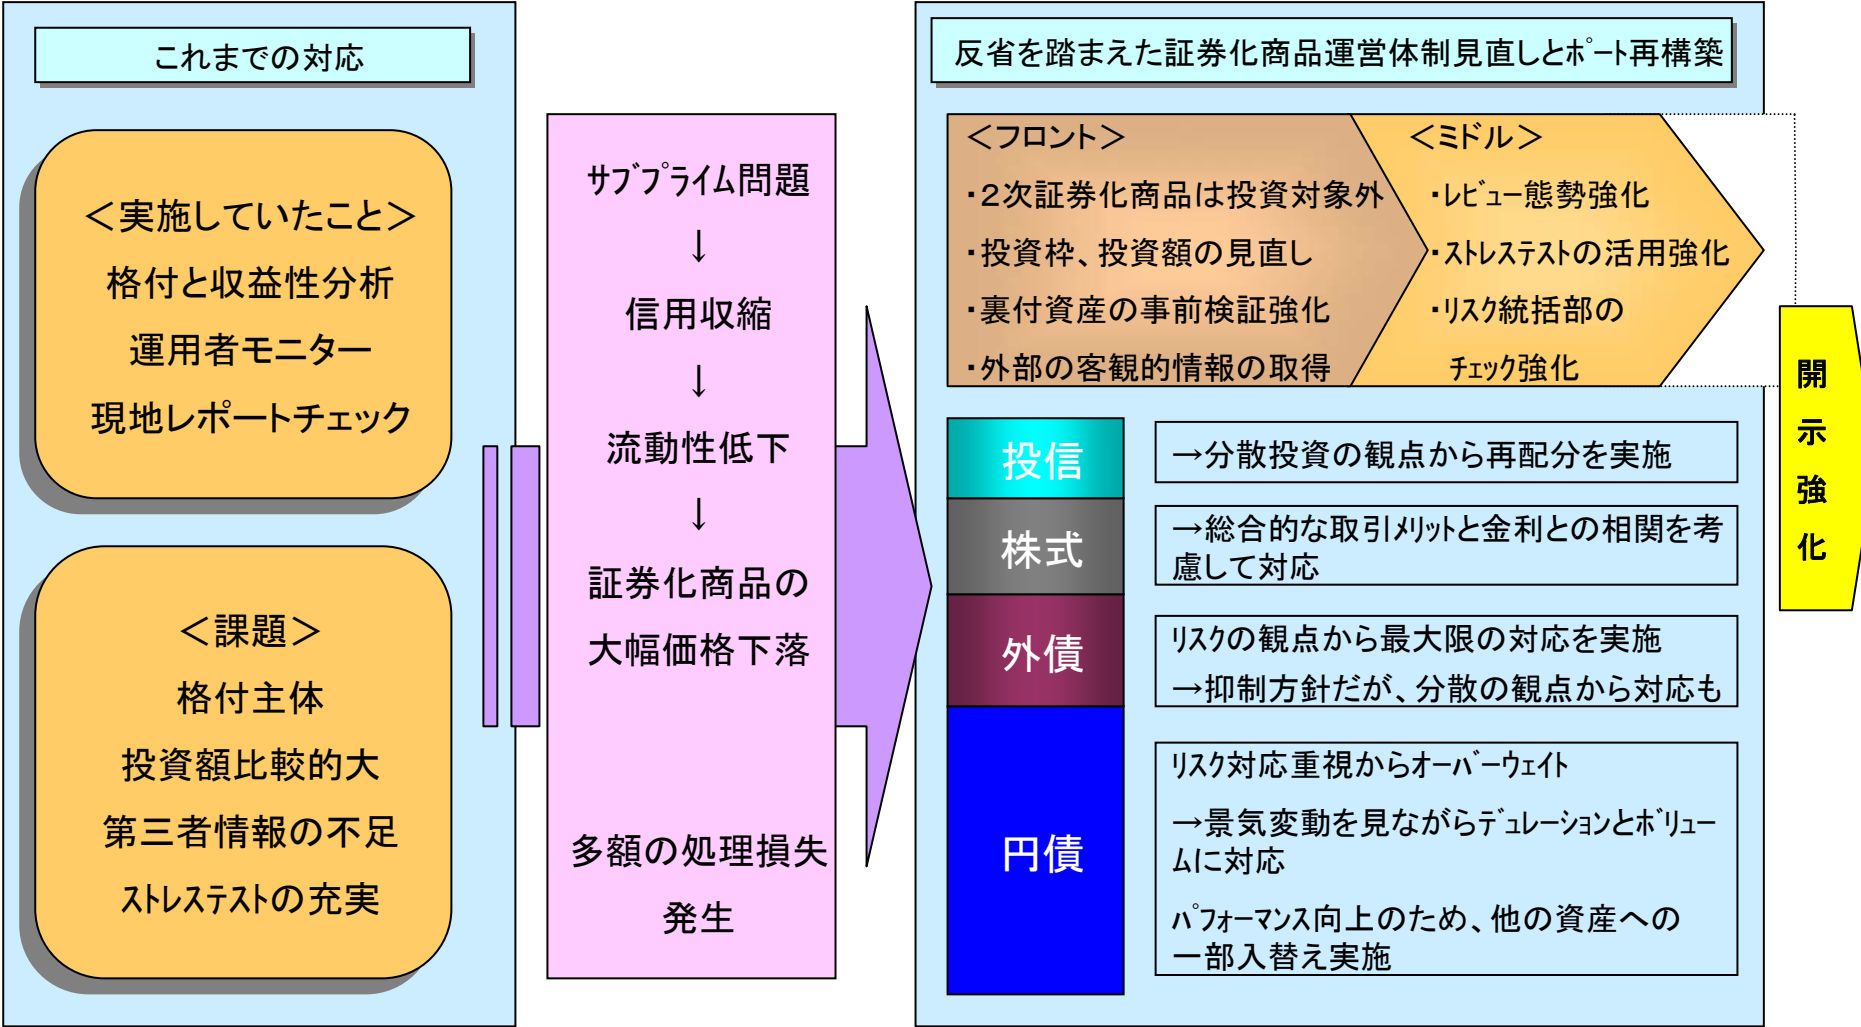 これまでの対応
＜実施していたこと＞
格付と収益性分析
運用者モニター
現地レポートチェック
＜課題＞
格付主体
投資額比較的大
第三者情報の不足
ｽﾄﾚｽﾃｽﾄの充実
ｻﾌﾞﾌﾟﾗｲﾑ問題
↓
信用収縮
↓
流動性低下
↓
証券化商品の
大幅価格下落
多額の処理損失
発生
反省を踏まえた証券化商品運営体制見直しとﾎﾟｰﾄ再構築
＜フロント＞
・２次証券化商品は投資対象外
・投資枠、投資額の見直し
・裏付資産の事前検証強化
・外部の客観的情報の取得
＜ミドル＞
・ﾚﾋﾞｭｰ態勢強化
・ｽﾄﾚｽﾃｽﾄの活用強化
・ﾘｽｸ統括部の
ﾁｪｯｸ強化
投信
→分散投資の観点から再配分を実施
株式
→総合的な取引ﾒﾘｯﾄと金利との相関を考
慮して対応
外債
ﾘｽｸの観点から最大限の対応を実施
→抑制方針だが、分散の観点から対応も
円債
ﾘｽｸ対応重視からｵｰﾊﾞｰｳｪｲﾄ
→景気変動を見ながらﾃﾞｭﾚｰｼｮﾝとﾎﾞﾘｭｰ
ﾑに対応
ﾊﾟﾌｫｰﾏﾝｽ向上のため、他の資産への
一部入替え実施
開
示
強
化